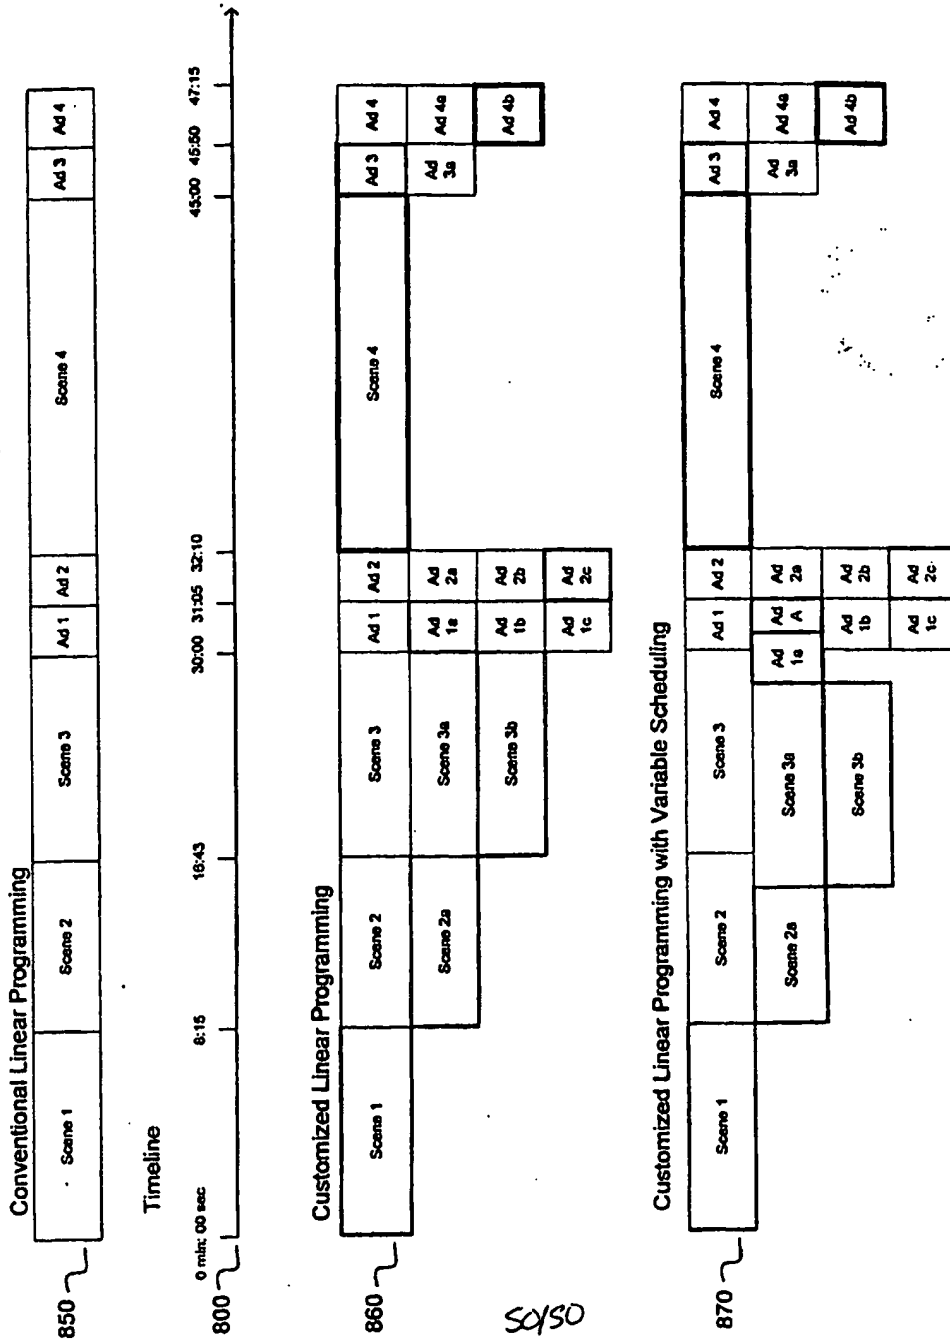 Conventional Linear Programming
850
Scene 1
Scene 2
Scene 3
Ad 1
Ad 2
Scene 4
Ad 3
Ad 4
Timeline
800
0 min: 00 sec
8:15
16:43
30:00
31:05
32:10
45:00
45:50
47:15
Customized Linear Programming
860
Scene 1
Scene 2
Scene 3
Ad 1
Ad 2
Scene 4
Ad 3
Ad 4
Scene 2a
Scene 3a
Ad 1a
Ad 2a
Ad 3a
Ad 4a
Scene 3b
Ad 1b
Ad 2b
Ad 4b
Ad 1c
Ad 2c
50/50
Customized Linear Programming with Variable Scheduling
870
Scene 1
Scene 2
Scene 3
Ad 1
Ad 2
Scene 4
Ad 3
Ad 4
Scene 2a
Scene 3a
Ad 1a
Ad A
Ad 2a
Ad 3a
Ad 4a
Scene 3b
Ad 1b
Ad 2b
Ad 4b
Ad 1c
Ad 2c